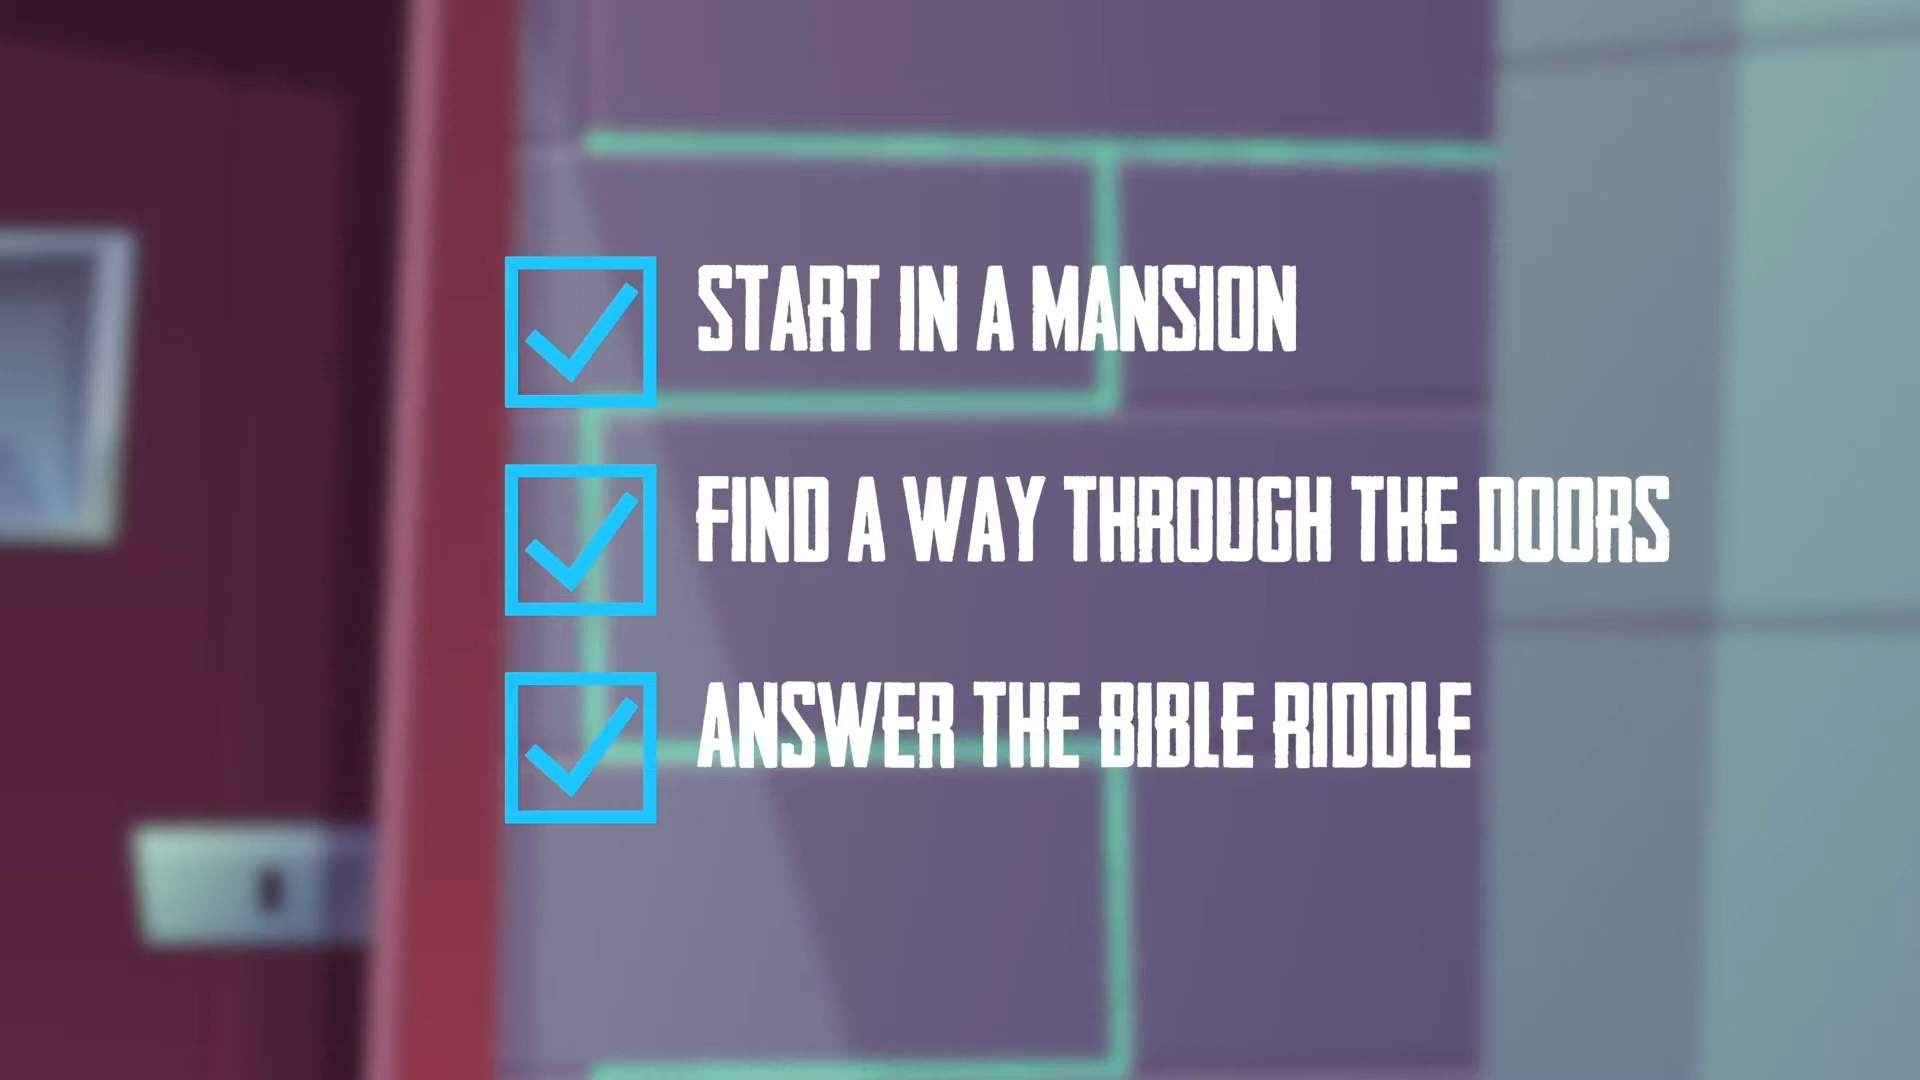 START IN A MANSION
FIND A WAY THROUGH THE DOORS
ANSWER THE BIBLE RIDDLE